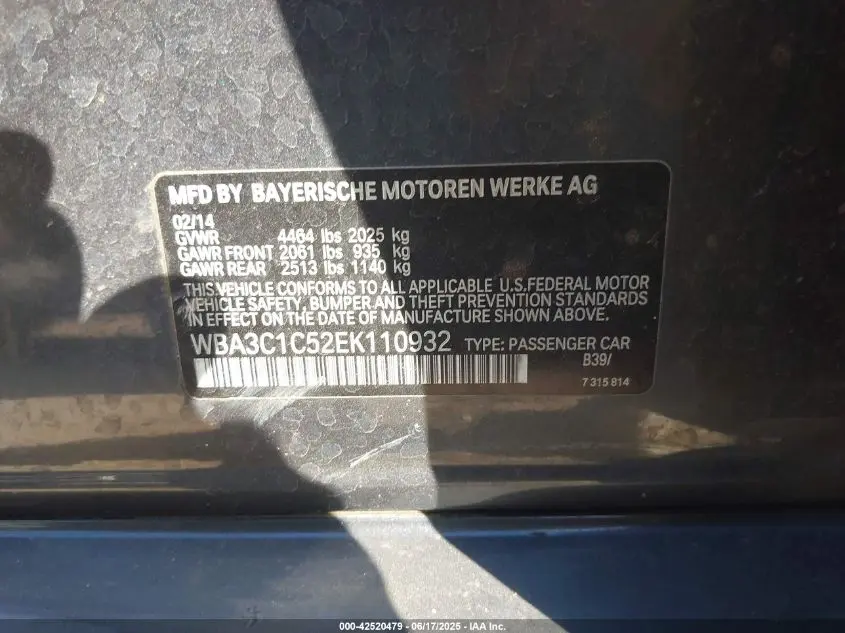 MFD BY BAYERISCHE MOTOREN WERKE AG
02/14
GVWR 4464 lbs 2025 kg
GAWR FRONT 2061 lbs 935 kg
GAWR REAR 2513 lbs 1140 kg
THIS VEHICLE CONFORMS TO ALL APPLICABLE U.S.FEDERAL MOTOR
VEHICLE SAFETY, BUMPER AND THEFT PREVENTION STANDARDS
IN EFFECT ON THE DATE OF MANUFACTURE SHOWN ABOVE.
WBA3C1C52EK110932 TYPE: PASSENGER CAR
B39/
7 315 814
000-42520479 - 06/17/2025 - IAA Inc.